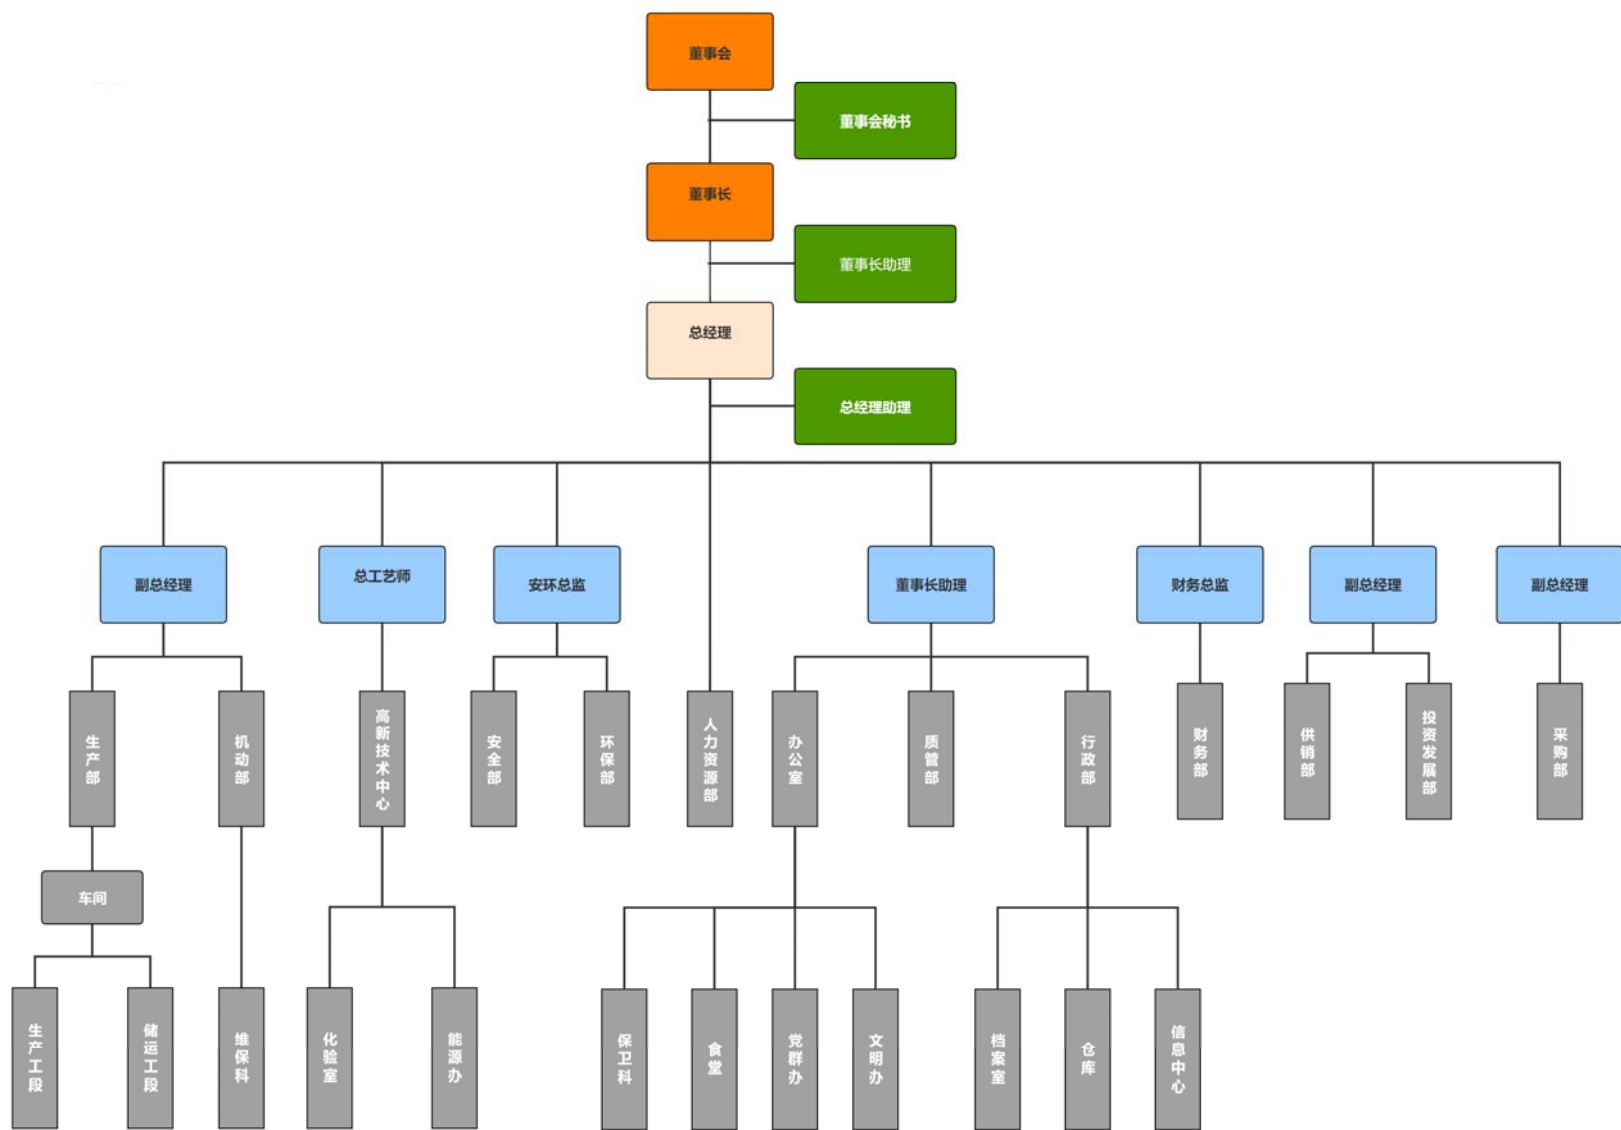 董事会
董事会秘书
董事长
董事长助理
总经理
总经理助理
副总经理
总工艺师
安环总监
董事长助理
财务总监
副总经理
副总经理
生产部
机动部
高新技术中心
安全部
环保部
人力资源部
办公室
质管部
行政部
财务部
供销部
投资发展部
采购部
车间
生产工段
储运工段
维保科
化验室
能源办
保卫科
食堂
党群办
文明办
档案室
仓库
信息中心